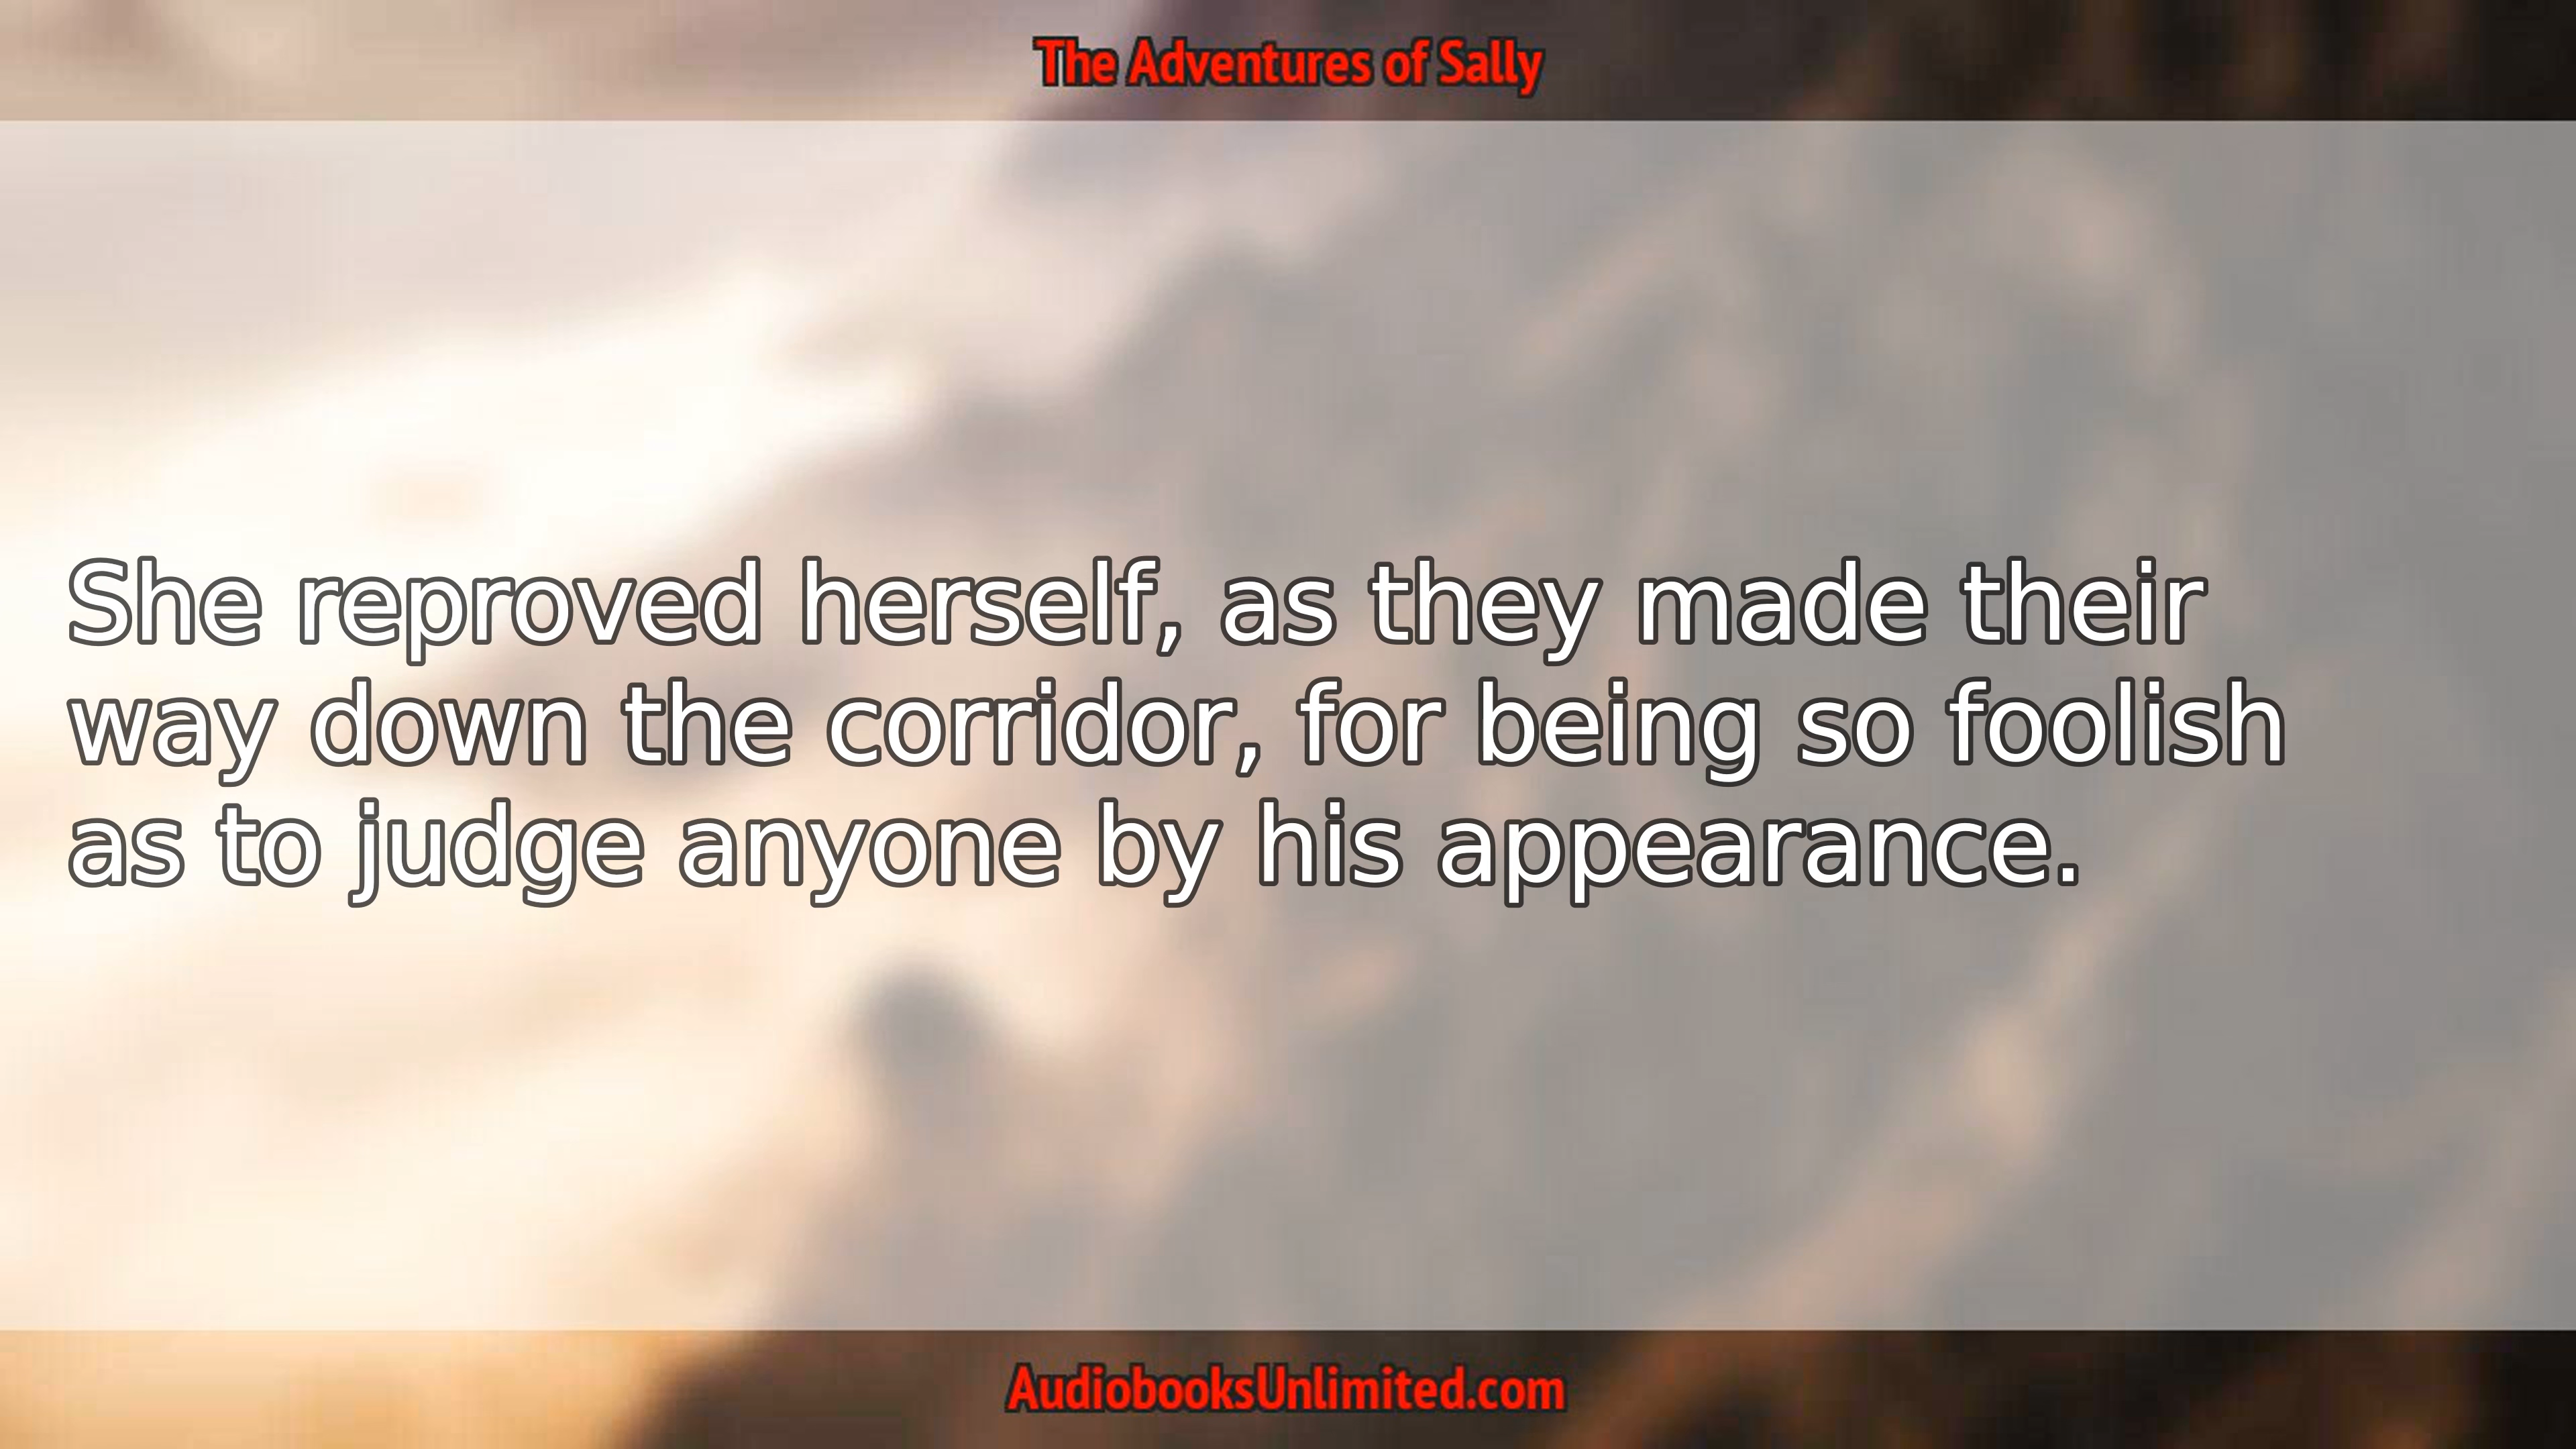 The Adventures of Sally
She reproved herself, as they made their
way down the corridor, for being so foolish
as to judge anyone by his appearance.
AudiobooksUnlimited.com